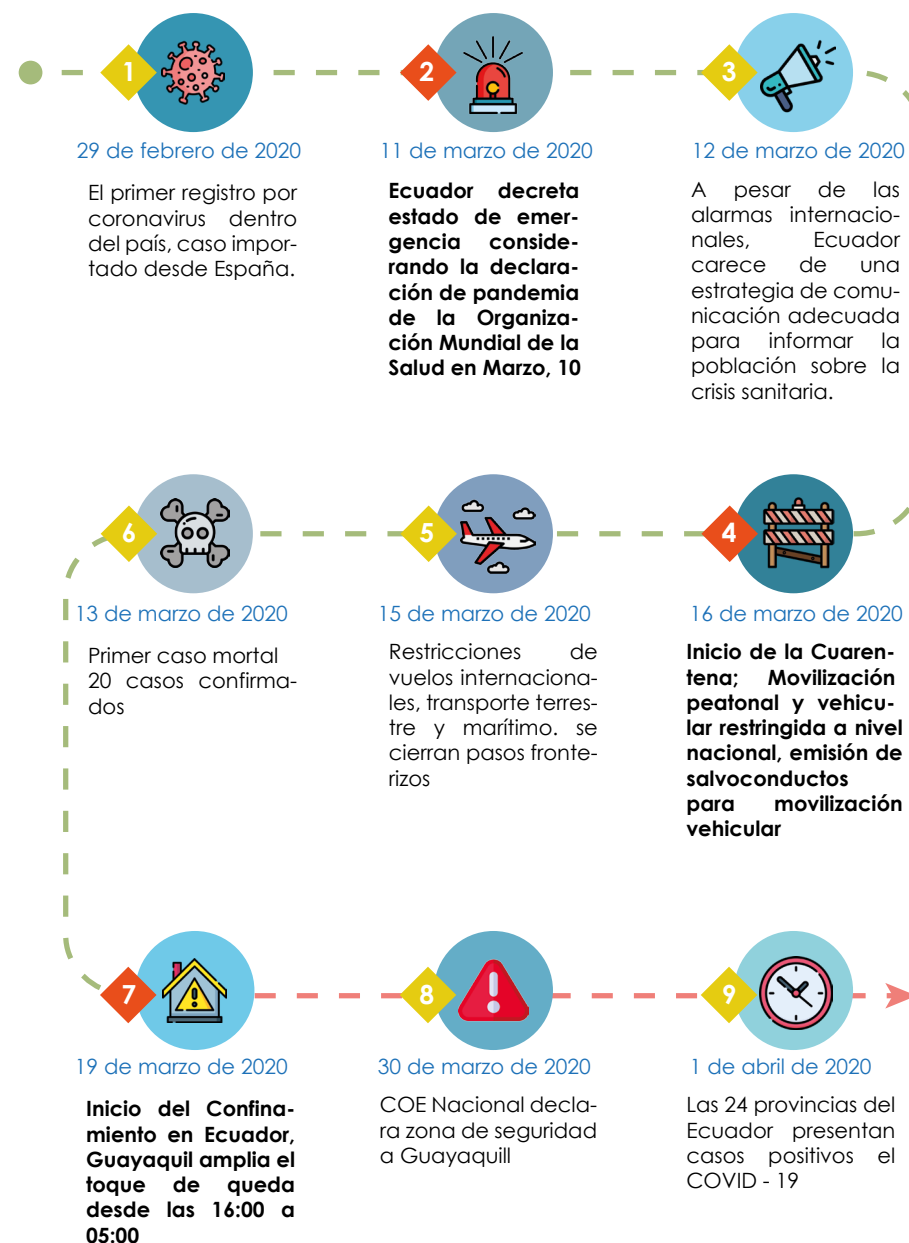 1
29 de febrero de 2020
El primer registro por
coronavirus dentro
del país, caso impor-
tado desde España.
2
11 de marzo de 2020
Ecuador decreta
estado de emer-
gencia conside-
rando la declara-
ción de pandemia
de la Organiza-
ción Mundial de la
Salud en Marzo, 10
3
12 de marzo de 2020
A pesar de las
alarmas internacio-
nales, Ecuador
carece de una
estrategia de comu-
nicación adecuada
para informar la
población sobre la
crisis sanitaria.
4
16 de marzo de 2020
Inicio de la Cuaren-
tena; Movilización
peatonal y vehicu-
lar restringida a nivel
nacional, emisión de
salvoconductos
para movilización
vehicular
5
15 de marzo de 2020
Restricciones de
vuelos internaciona-
les, transporte terres-
tre y marítimo. se
cierran pasos fronte-
rizos
6
13 de marzo de 2020
Primer caso mortal
20 casos confirma-
dos
7
19 de marzo de 2020
Inicio del Confina-
miento en Ecuador,
Guayaquil amplia el
toque de queda
desde las 16:00 a
05:00
8
30 de marzo de 2020
COE Nacional decla-
ra zona de seguridad
a Guayaquill
9
1 de abril de 2020
Las 24 provincias del
Ecuador presentan
casos positivos el
COVID - 19